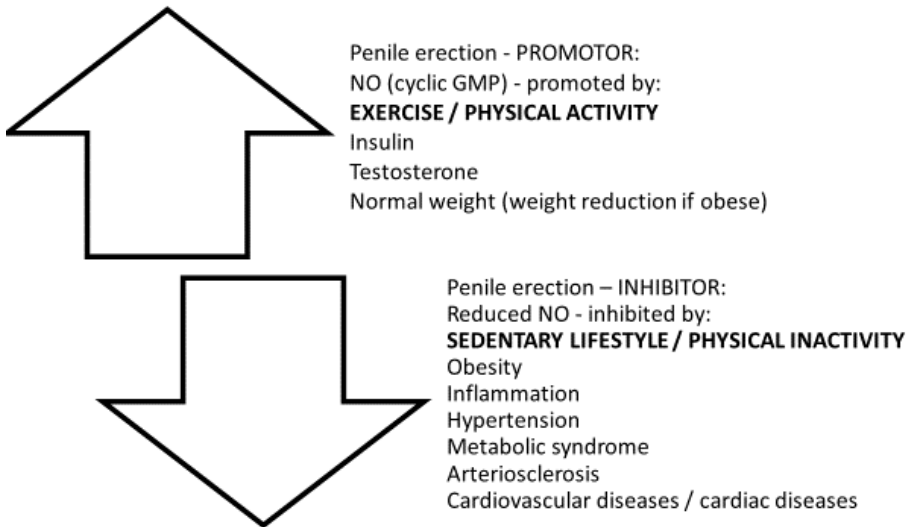 Penile erection - PROMOTOR:
NO (cyclic GMP) - promoted by:
EXERCISE / PHYSICAL ACTIVITY
Insulin
Testosterone
Normal weight (weight reduction if obese)
Penile erection – INHIBITOR:
Reduced NO - inhibited by:
SEDENTARY LIFESTYLE / PHYSICAL INACTIVITY
Obesity
Inflammation
Hypertension
Metabolic syndrome
Arteriosclerosis
Cardiovascular diseases / cardiac diseases